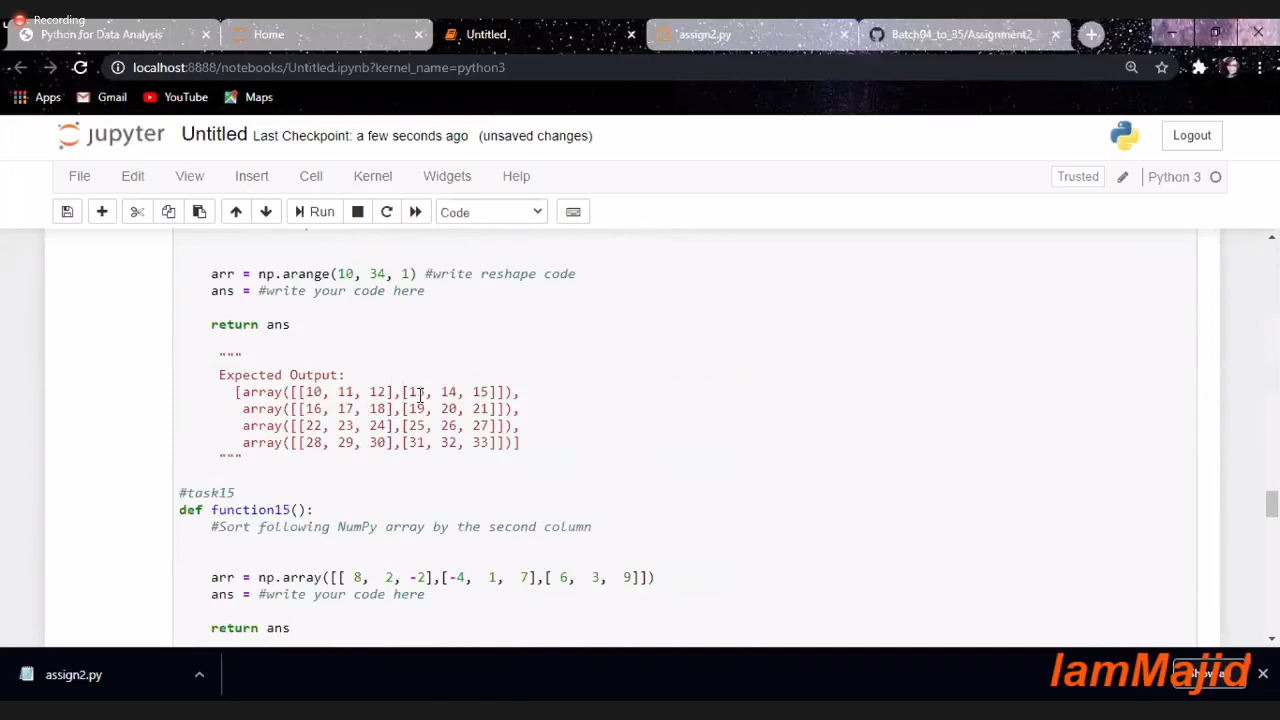 Recording
Python for Data Analysis
Home
Untitled
assign2.py
Batch04_to_35/Assignment2_
localhost:8888/notebooks/Untitled.ipynb?kernel_name=python3
Apps
Gmail
YouTube
Maps
jupyter
Untitled Last Checkpoint: a few seconds ago (unsaved changes)
Logout
File Edit View Insert Cell Kernel Widgets Help
Trusted
Python 3
Run
Code
arr = np.arange(10, 34, 1) #write reshape code
ans = #write your code here
return ans
"""
Expected Output:
[array([[10, 11, 12],[13, 14, 15]]),
array([[16, 17, 18],[19, 20, 21]]),
array([[22, 23, 24],[25, 26, 27]]),
array([[28, 29, 30],[31, 32, 33]])]
"""
#task15
def function15():
#Sort following NumPy array by the second column
arr = np.array([[ 8, 2, -2],[-4, 1, 7],[ 6, 3, 9]])
ans = #write your code here
return ans
assign2.py
IamMajid